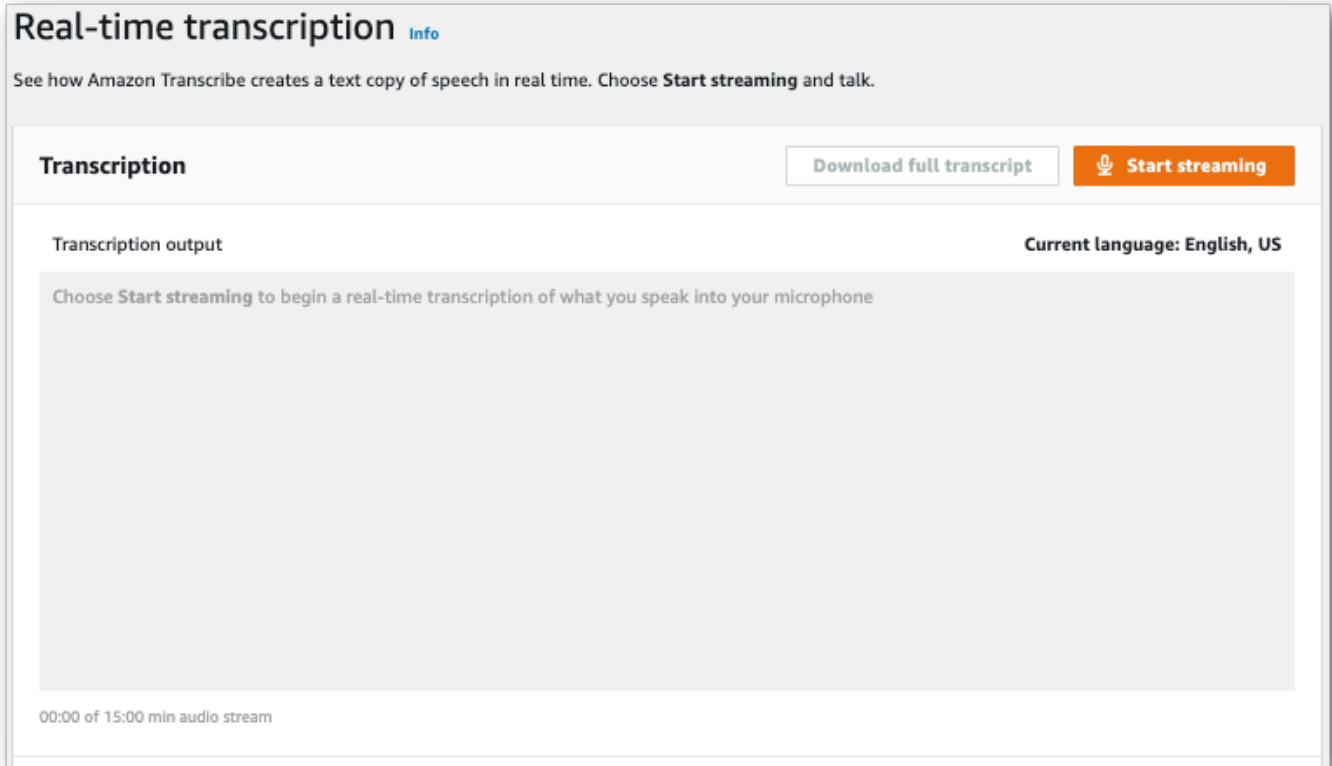 Real-time transcription Info
See how Amazon Transcribe creates a text copy of speech in real time. Choose Start streaming and talk.
Transcription
Download full transcript
Start streaming
Transcription output
Current language: English, US
Choose Start streaming to begin a real-time transcription of what you speak into your microphone
00:00 of 15:00 min audio stream